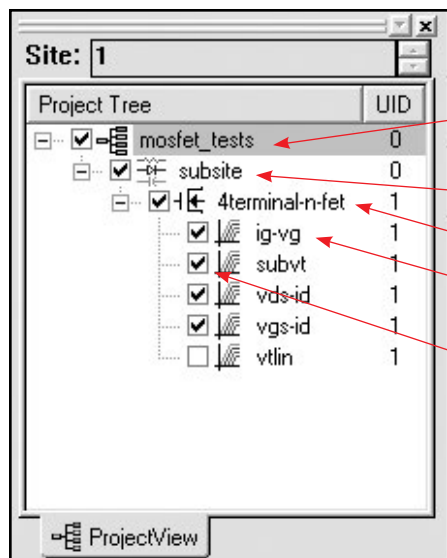 Site: 1
Project Tree UID
mosfet_tests 0
subsite 0
4terminal-n-fet 1
ig-vg 1
subvt 1
vds-id 1
vgs-id 1
vtlin 1
ProjectView